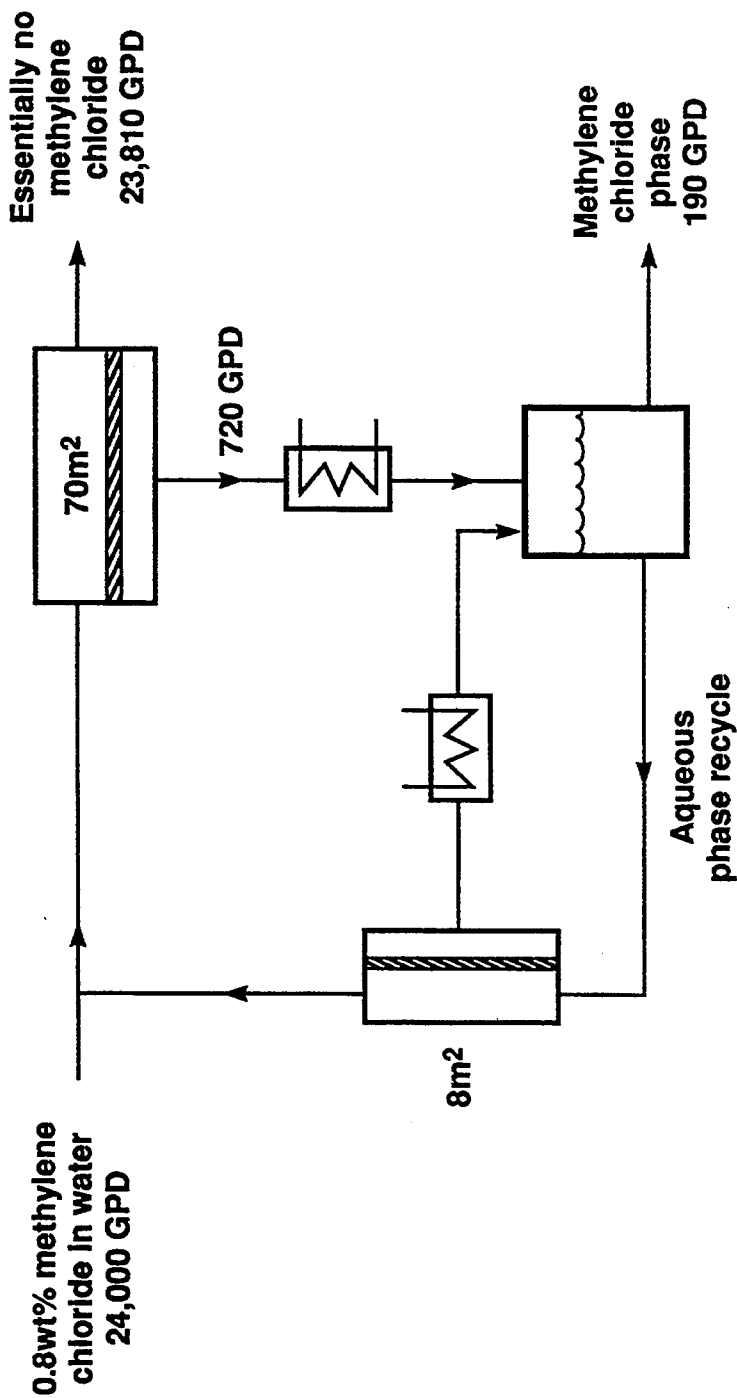 0.8wt% methylene
chloride in water
24,000 GPD
70m²
Essentially no
methylene
chloride
23,810 GPD
720 GPD
8m²
Aqueous
phase recycle
Methylene
chloride
phase
190 GPD